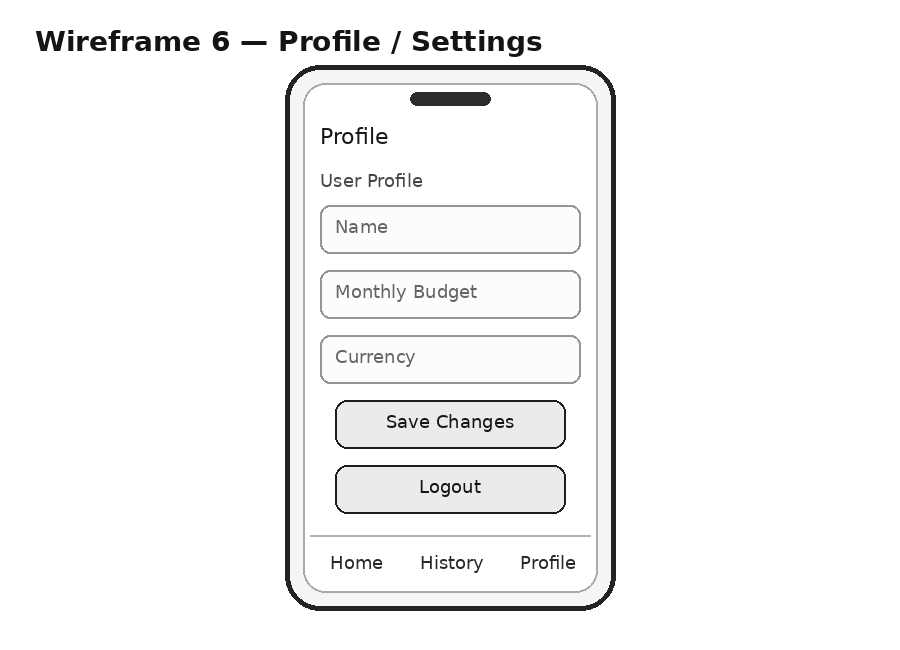 Wireframe 6 — Profile / Settings
Profile
User Profile
Name
Monthly Budget
Currency
Save Changes
Logout
Home History Profile